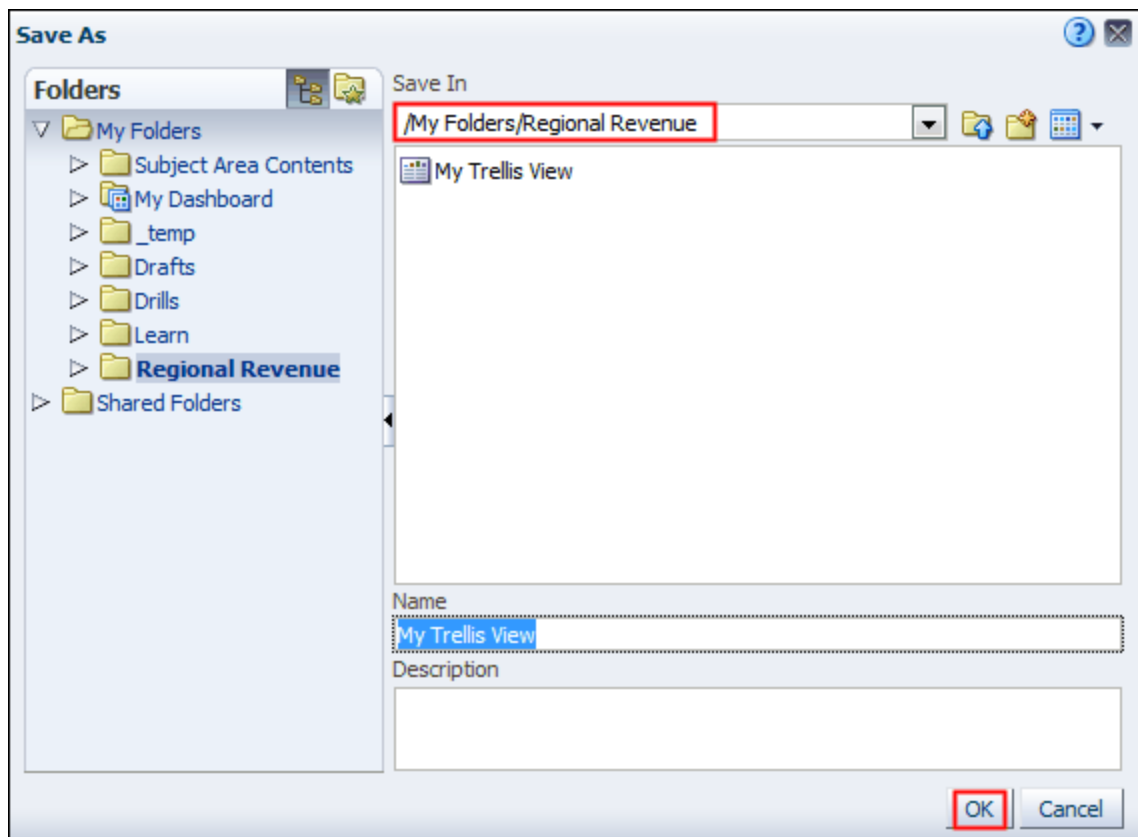 Save As
Folders
My Folders
Subject Area Contents
My Dashboard
_temp
Drafts
Drills
Learn
Regional Revenue
Shared Folders
Save In
/My Folders/Regional Revenue
My Trellis View
Name
My Trellis View
Description
OK
Cancel